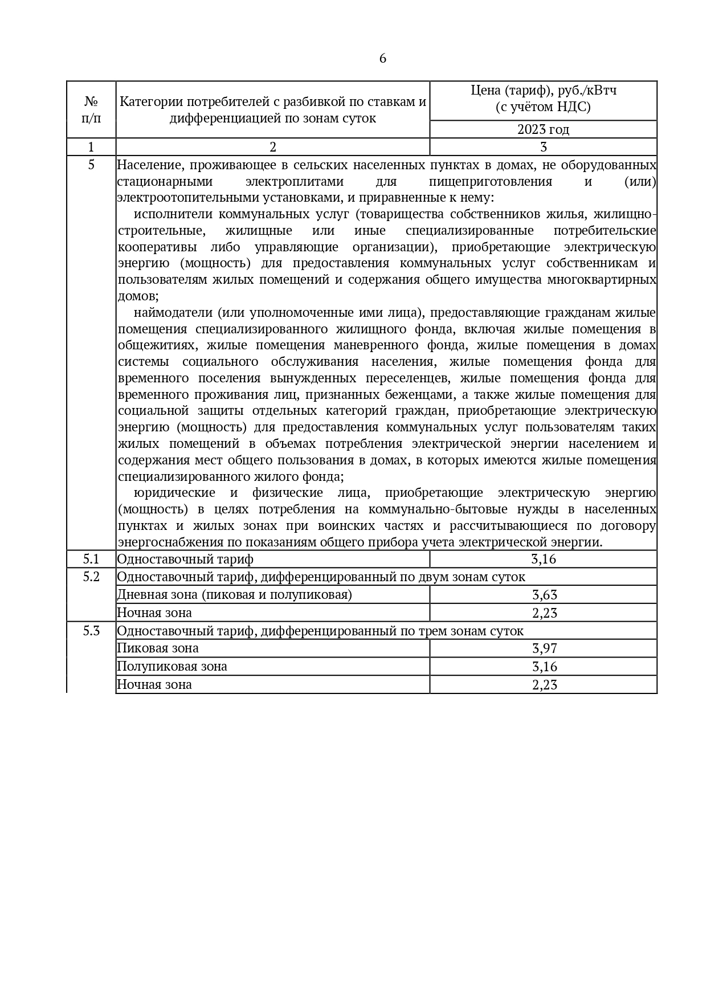 6
№
п/п
Категории потребителей с разбивкой по ставкам и
дифференциацией по зонам суток
Цена (тариф), руб./кВтч
(с учётом НДС)
2023 год
1 2 3
5 Население, проживающее в сельских населенных пунктах в домах, не оборудованных
стационарными электроплитами для пищеприготовления и (или)
электроотопительными установками, и приравненные к нему:
исполнители коммунальных услуг (товарищества собственников жилья, жилищно-
строительные, жилищные или иные специализированные потребительские
кооперативы либо управляющие организации), приобретающие электрическую
энергию (мощность) для предоставления коммунальных услуг собственникам и
пользователям жилых помещений и содержания общего имущества многоквартирных
домов;
наймодатели (или уполномоченные ими лица), предоставляющие гражданам жилые
помещения специализированного жилищного фонда, включая жилые помещения в
общежитиях, жилые помещения маневренного фонда, жилые помещения в домах
системы социального обслуживания населения, жилые помещения фонда для
временного поселения вынужденных переселенцев, жилые помещения фонда для
временного проживания лиц, признанных беженцами, а также жилые помещения для
социальной защиты отдельных категорий граждан, приобретающие электрическую
энергию (мощность) для предоставления коммунальных услуг пользователям таких
жилых помещений в объемах потребления электрической энергии населением и
содержания мест общего пользования в домах, в которых имеются жилые помещения
специализированного жилого фонда;
юридические и физические лица, приобретающие электрическую энергию
(мощность) в целях потребления на коммунально-бытовые нужды в населенных
пунктах и жилых зонах при воинских частях и рассчитывающиеся по договору
энергоснабжения по показаниям общего прибора учета электрической энергии.
5.1 Одноставочный тариф 3,16
5.2 Одноставочный тариф, дифференцированный по двум зонам суток
Дневная зона (пиковая и полупиковая) 3,63
Ночная зона 2,23
5.3 Одноставочный тариф, дифференцированный по трем зонам суток
Пиковая зона 3,97
Полупиковая зона 3,16
Ночная зона 2,23